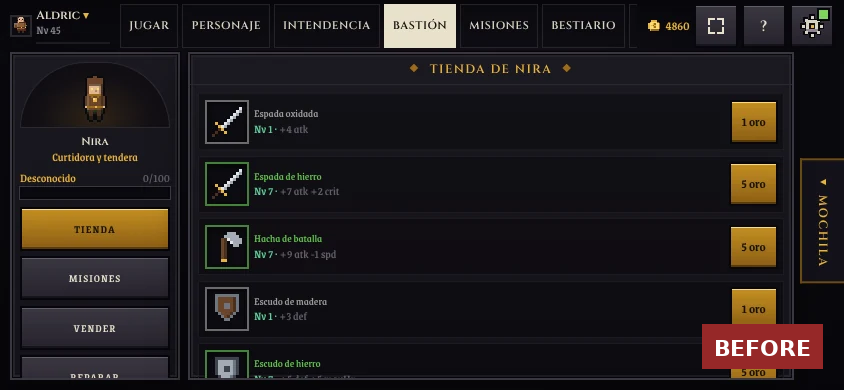 ALDRIC ▾
Nv 45
JUGAR
PERSONAJE
INTENDENCIA
BASTIÓN
MISIONES
BESTIARIO
4860
?
NIRA
Curtidora y tendera
Desconocido 0/100
TIENDA
MISIONES
VENDER
REPARAR
TIENDA DE NIRA
Espada oxidada
Nv 1 · +4 atk
1 oro
Espada de hierro
Nv 7 · +7 atk +2 crit
5 oro
Hacha de batalla
Nv 7 · +9 atk -1 spd
5 oro
Escudo de madera
Nv 1 · +3 def
1 oro
Escudo de hierro
5 oro
MOCHILA
BEFORE